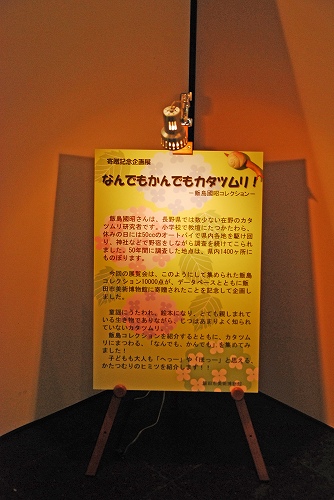 寄贈記念企画展
なんでもかんでもカタツムリ！
－飯島國昭コレクション－
飯島國昭さんは、長野県では数少ない在野のカタ
ツムリ研究者です。小学校で教壇にたつかたわら、
休みの日には50ccのオートバイで県内各地を駆け回
り、神社などで野宿をしながら調査を続けてこられ
ました。50年間に調査した地点は、県内1400ヶ所に
ものぼります。
今回の展覧会は、このようにして集められた飯島
コレクション10000点が、データベースとともに飯
田市美術博物館に寄贈されたことを記念して企画し
ました。
童謡にうたわれ、絵本になり、とても親しまれて
いる生き物でありながら、じつはあまりよく知られ
ていないカタツムリ。
飯島コレクションを紹介するとともに、カタツム
リにまつわる、「なんでも、かんでも」を集めてみ
ました！
子どもも大人も「へっー」や「ほっー」と思える
かたつむりのヒミツを紹介します！！
飯田市美術博物館